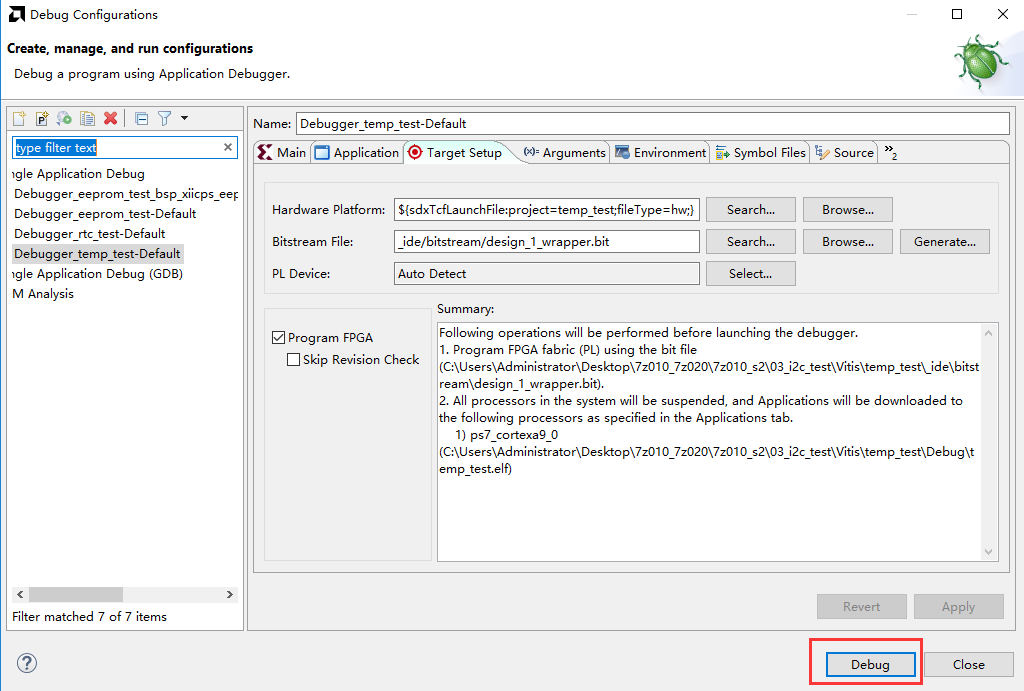 Debug Configurations
Create, manage, and run configurations
Debug a program using Application Debugger.
type filter text
ngle Application Debug
Debugger_eeprom_test_bsp_xiicps_eep
Debugger_eeprom_test-Default
Debugger_rtc_test-Default
Debugger_temp_test-Default
ngle Application Debug (GDB)
M Analysis
Filter matched 7 of 7 items
Name: Debugger_temp_test-Default
Main Application Target Setup (x)= Arguments Environment Symbol Files Source »2
Hardware Platform: ${sdxTcfLaunchFile:project=temp_test;fileType=hw;} Search... Browse...
Bitstream File: _ide/bitstream/design_1_wrapper.bit Search... Browse... Generate...
PL Device: Auto Detect Select...
Program FPGA
Skip Revision Check
Summary:
Following operations will be performed before launching the debugger.
1. Program FPGA fabric (PL) using the bit file
(C:\Users\Administrator\Desktop\7z010_7z020\7z010_s2\03_i2c_test\Vitis\temp_test\_ide\bitst
ream\design_1_wrapper.bit).
2. All processors in the system will be suspended, and Applications will be downloaded to
the following processors as specified in the Applications tab.
1) ps7_cortexa9_0
(C:\Users\Administrator\Desktop\7z010_7z020\7z010_s2\03_i2c_test\Vitis\temp_test\Debug\t
emp_test.elf)
Revert Apply
Debug Close